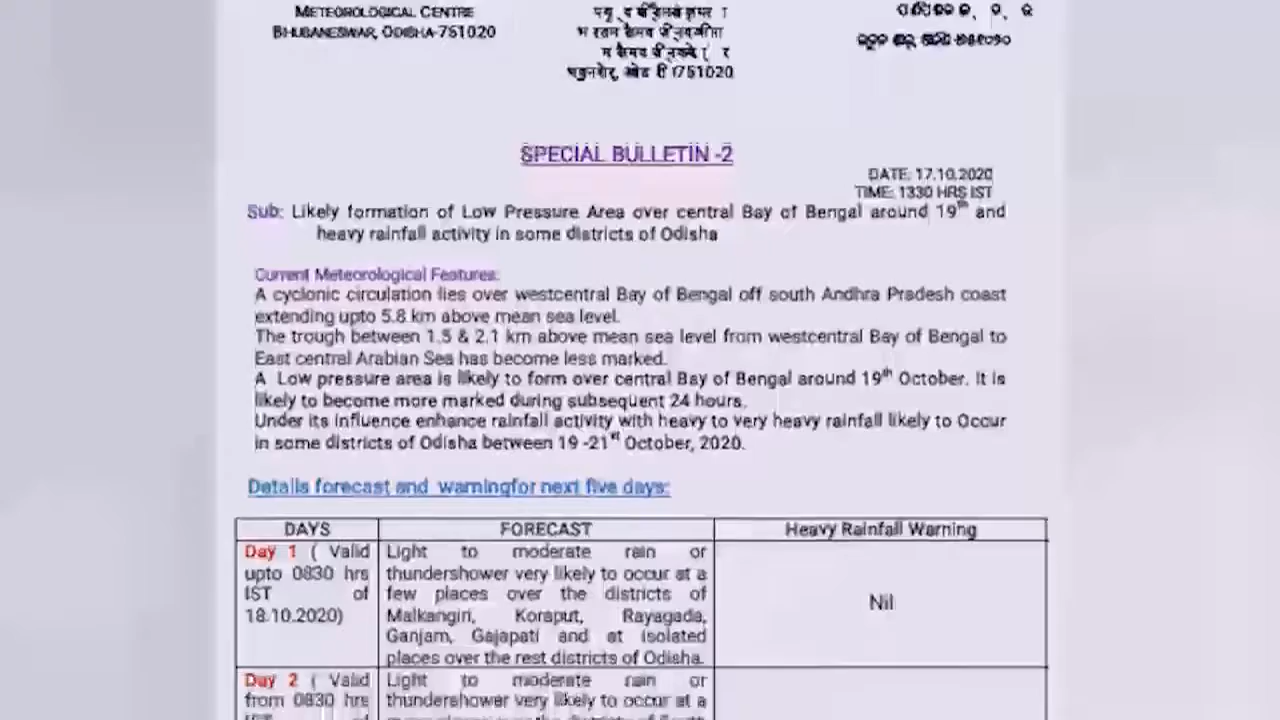 METEOROLOGICAL CENTRE
BHUBANESWAR, ODISHA-751020
751020
SPECIAL BULLETIN -2
DATE: 17.10.2020
TIME: 1330 HRS IST
Sub: Likely formation of Low Pressure Area over central Bay of Bengal around 19th and
heavy rainfall activity in some districts of Odisha
Current Meteorological Features:
A cyclonic circulation lies over westcentral Bay of Bengal off south Andhra Pradesh coast
extending upto 5.8 km above mean sea level.
The trough between 1.5 & 2.1 km above mean sea level from westcentral Bay of Bengal to
East central Arabian Sea has become less marked.
A Low pressure area is likely to form over central Bay of Bengal around 19th October. It is
likely to become more marked during subsequent 24 hours.
Under its influence enhance rainfall activity with heavy to very heavy rainfall likely to Occur
in some districts of Odisha between 19 -21st October, 2020.
Details forecast and warningfor next five days:
DAYS FORECAST Heavy Rainfall Warning
Day 1 ( Valid
upto 0830 hrs
IST of
18.10.2020)
Light to moderate rain or
thundershower very likely to occur at a
few places over the districts of
Malkangiri, Koraput, Rayagada,
Ganjam, Gajapati and at isolated
places over the rest districts of Odisha.
Nil
Day 2 ( Valid
from 0830 hrs
Light to moderate rain or
thundershower very likely to occur at a